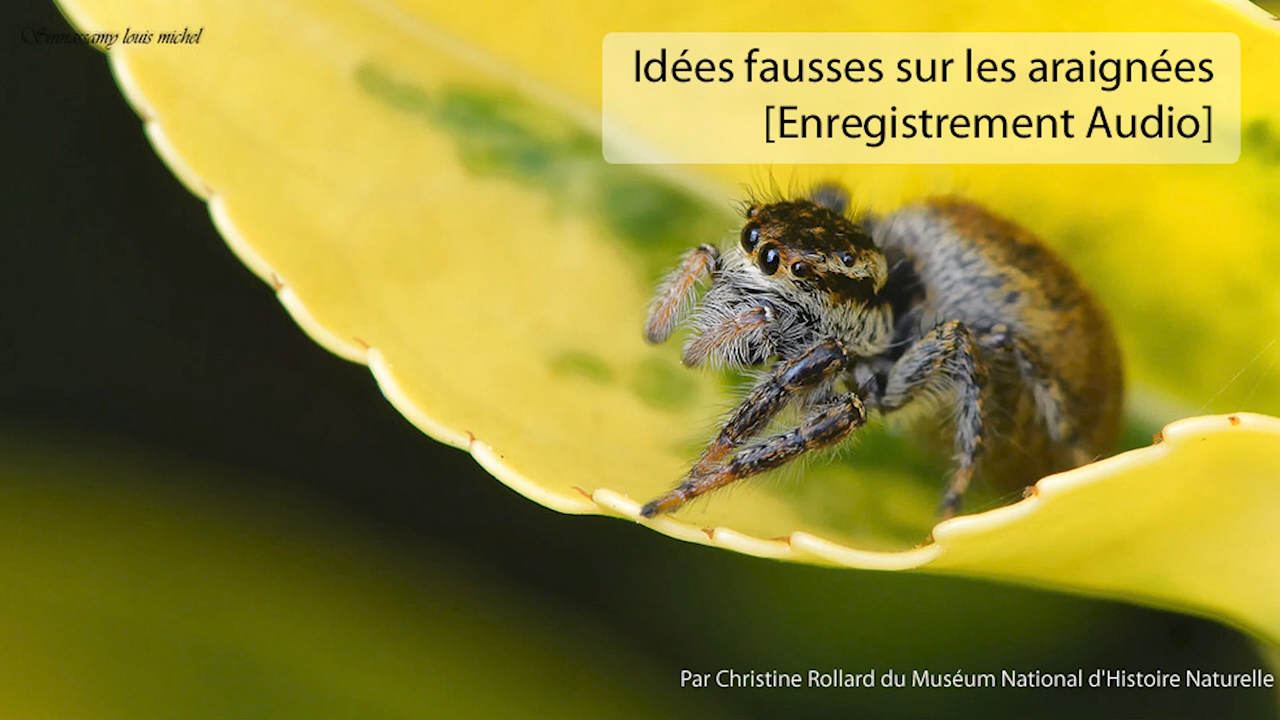 Sinnassamy louis michel
Idées fausses sur les araignées
[Enregistrement Audio]
Par Christine Rollard du Muséum National d'Histoire Naturelle